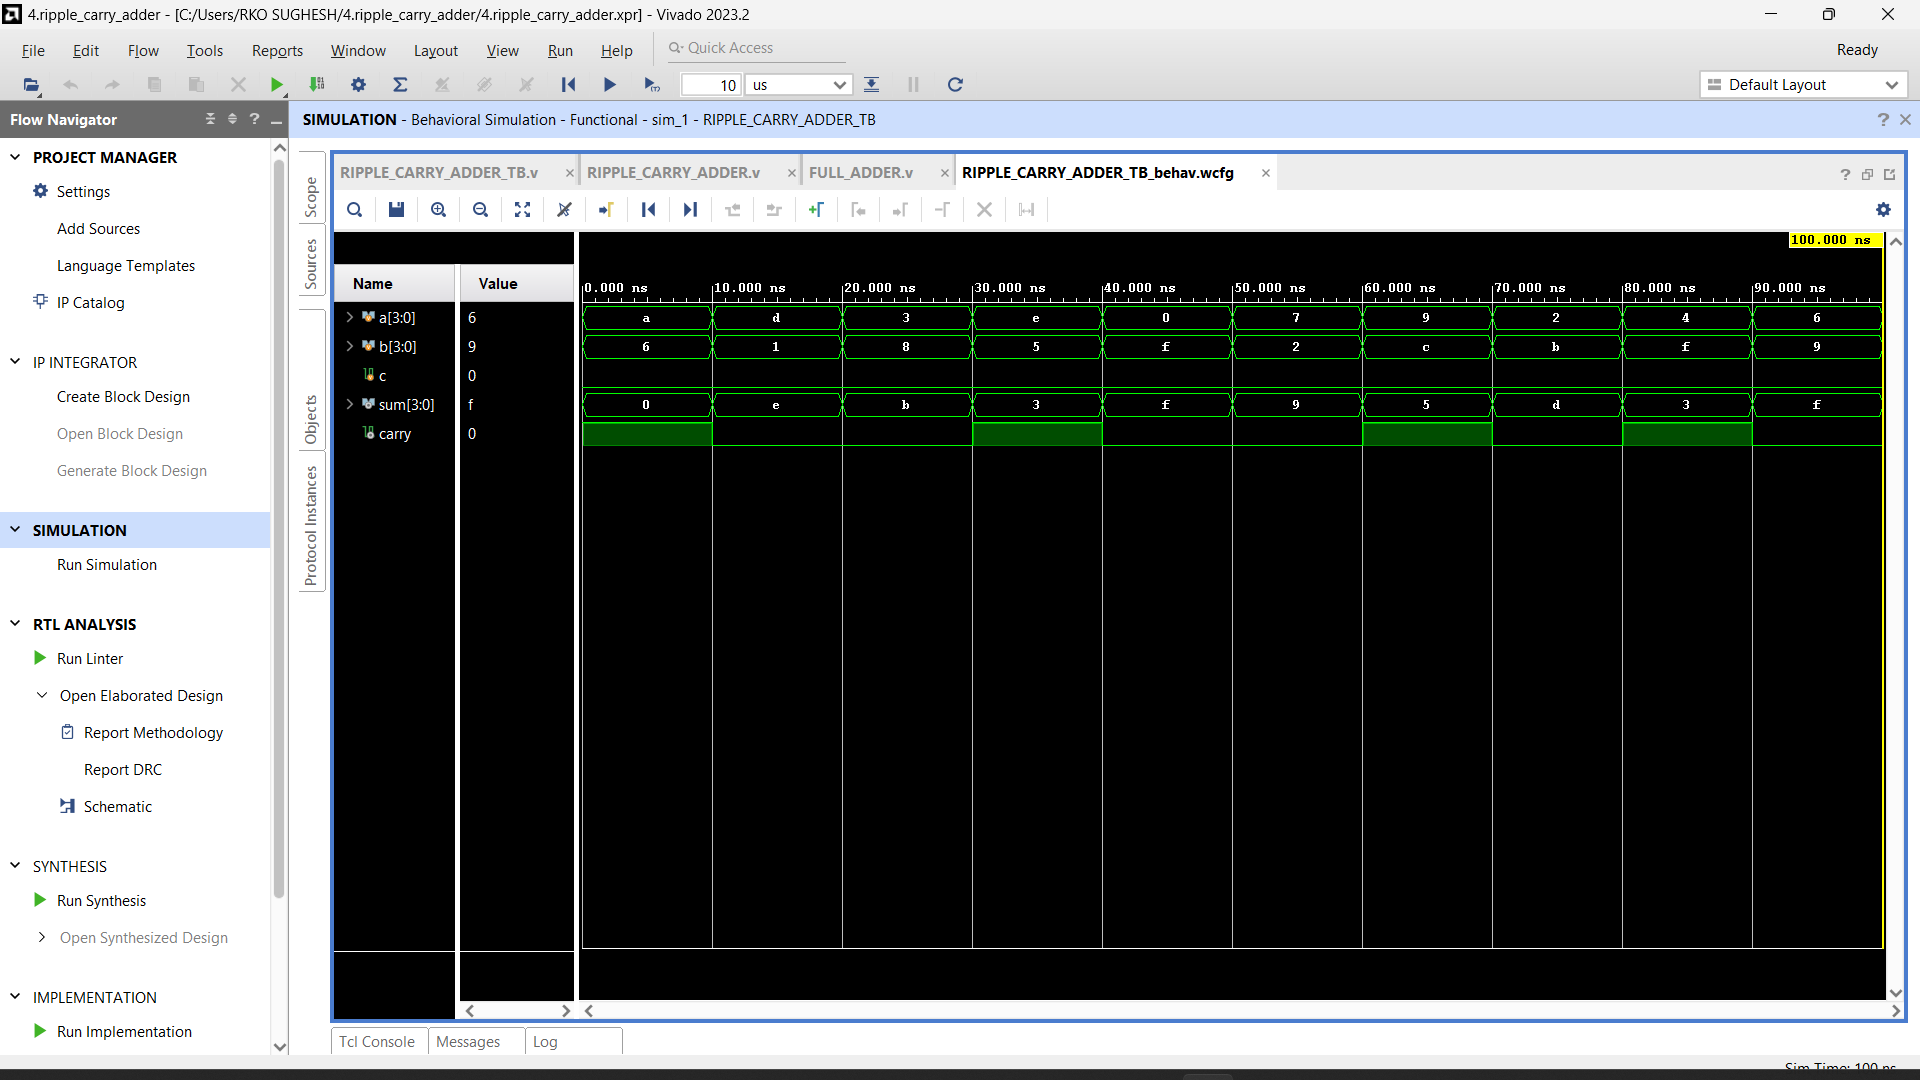 4.ripple_carry_adder - [C:/Users/RKO SUGHESH/4.ripple_carry_adder/4.ripple_carry_adder.xpr] - Vivado 2023.2
File Edit Flow Tools Reports Window Layout View Run Help Quick Access Ready
10 us Default Layout
Flow Navigator
SIMULATION - Behavioral Simulation - Functional - sim_1 - RIPPLE_CARRY_ADDER_TB
PROJECT MANAGER
Settings
Add Sources
Language Templates
IP Catalog
IP INTEGRATOR
Create Block Design
Open Block Design
Generate Block Design
SIMULATION
Run Simulation
RTL ANALYSIS
Run Linter
Open Elaborated Design
Report Methodology
Report DRC
Schematic
SYNTHESIS
Run Synthesis
Open Synthesized Design
IMPLEMENTATION
Run Implementation
Scope
Sources
Objects
Protocol Instances
RIPPLE_CARRY_ADDER_TB.v RIPPLE_CARRY_ADDER.v FULL_ADDER.v RIPPLE_CARRY_ADDER_TB_behav.wcfg
100.000 ns
Name Value
0.000 ns 10.000 ns 20.000 ns 30.000 ns 40.000 ns 50.000 ns 60.000 ns 70.000 ns 80.000 ns 90.000 ns
a[3:0] 6 a d 3 e 0 7 9 2 4 6
b[3:0] 9 6 1 8 5 f 2 c b f 9
c 0
sum[3:0] f 0 e b 3 f 9 5 d 3 f
carry 0
Tcl Console Messages Log
Sim Time: 100 ns